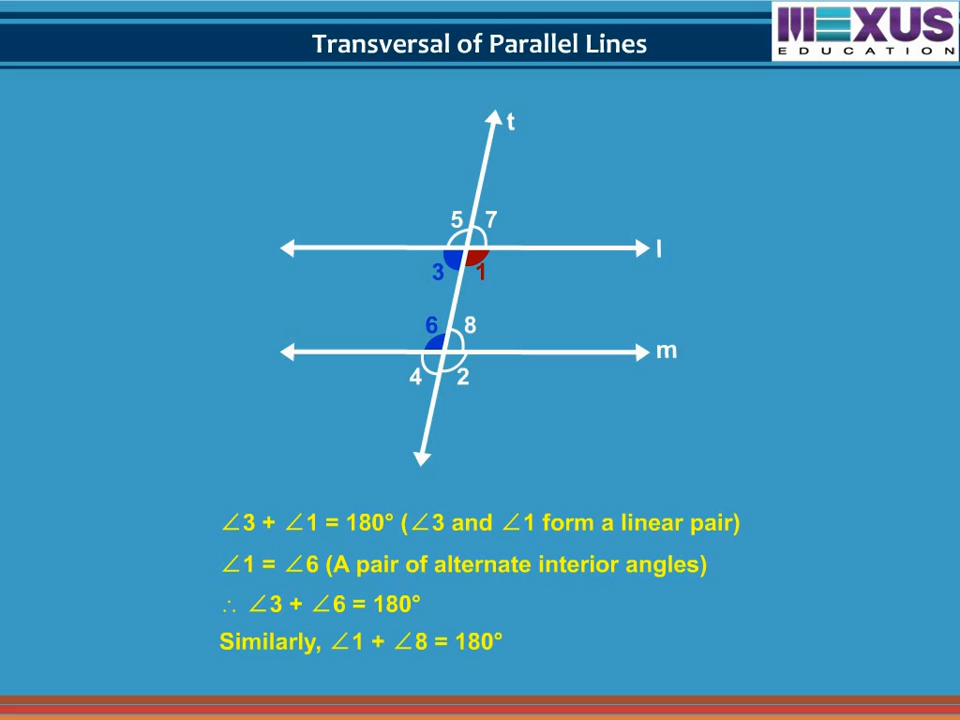 Transversal of Parallel Lines
MEXUS
EDUCATION
t
5 7
l
3 1
6 8
m
4 2
∠3 + ∠1 = 180° (∠3 and ∠1 form a linear pair)
∠1 = ∠6 (A pair of alternate interior angles)
∴ ∠3 + ∠6 = 180°
Similarly, ∠1 + ∠8 = 180°